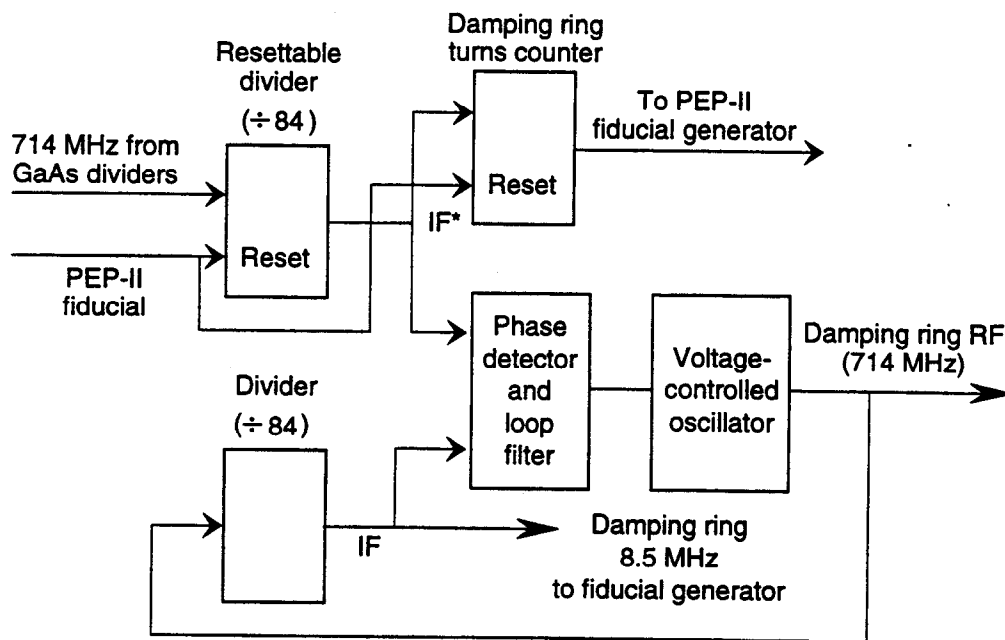 Damping ring
turns counter
Resettable
divider
(÷84)
To PEP-II
fiducial generator
714 MHz from
GaAs dividers
Reset
IF*
Reset
PEP-II
fiducial
Phase
detector
and
loop
filter
Voltage-
controlled
oscillator
Damping ring RF
(714 MHz)
Divider
(÷84)
IF
Damping ring
8.5 MHz
to fiducial generator